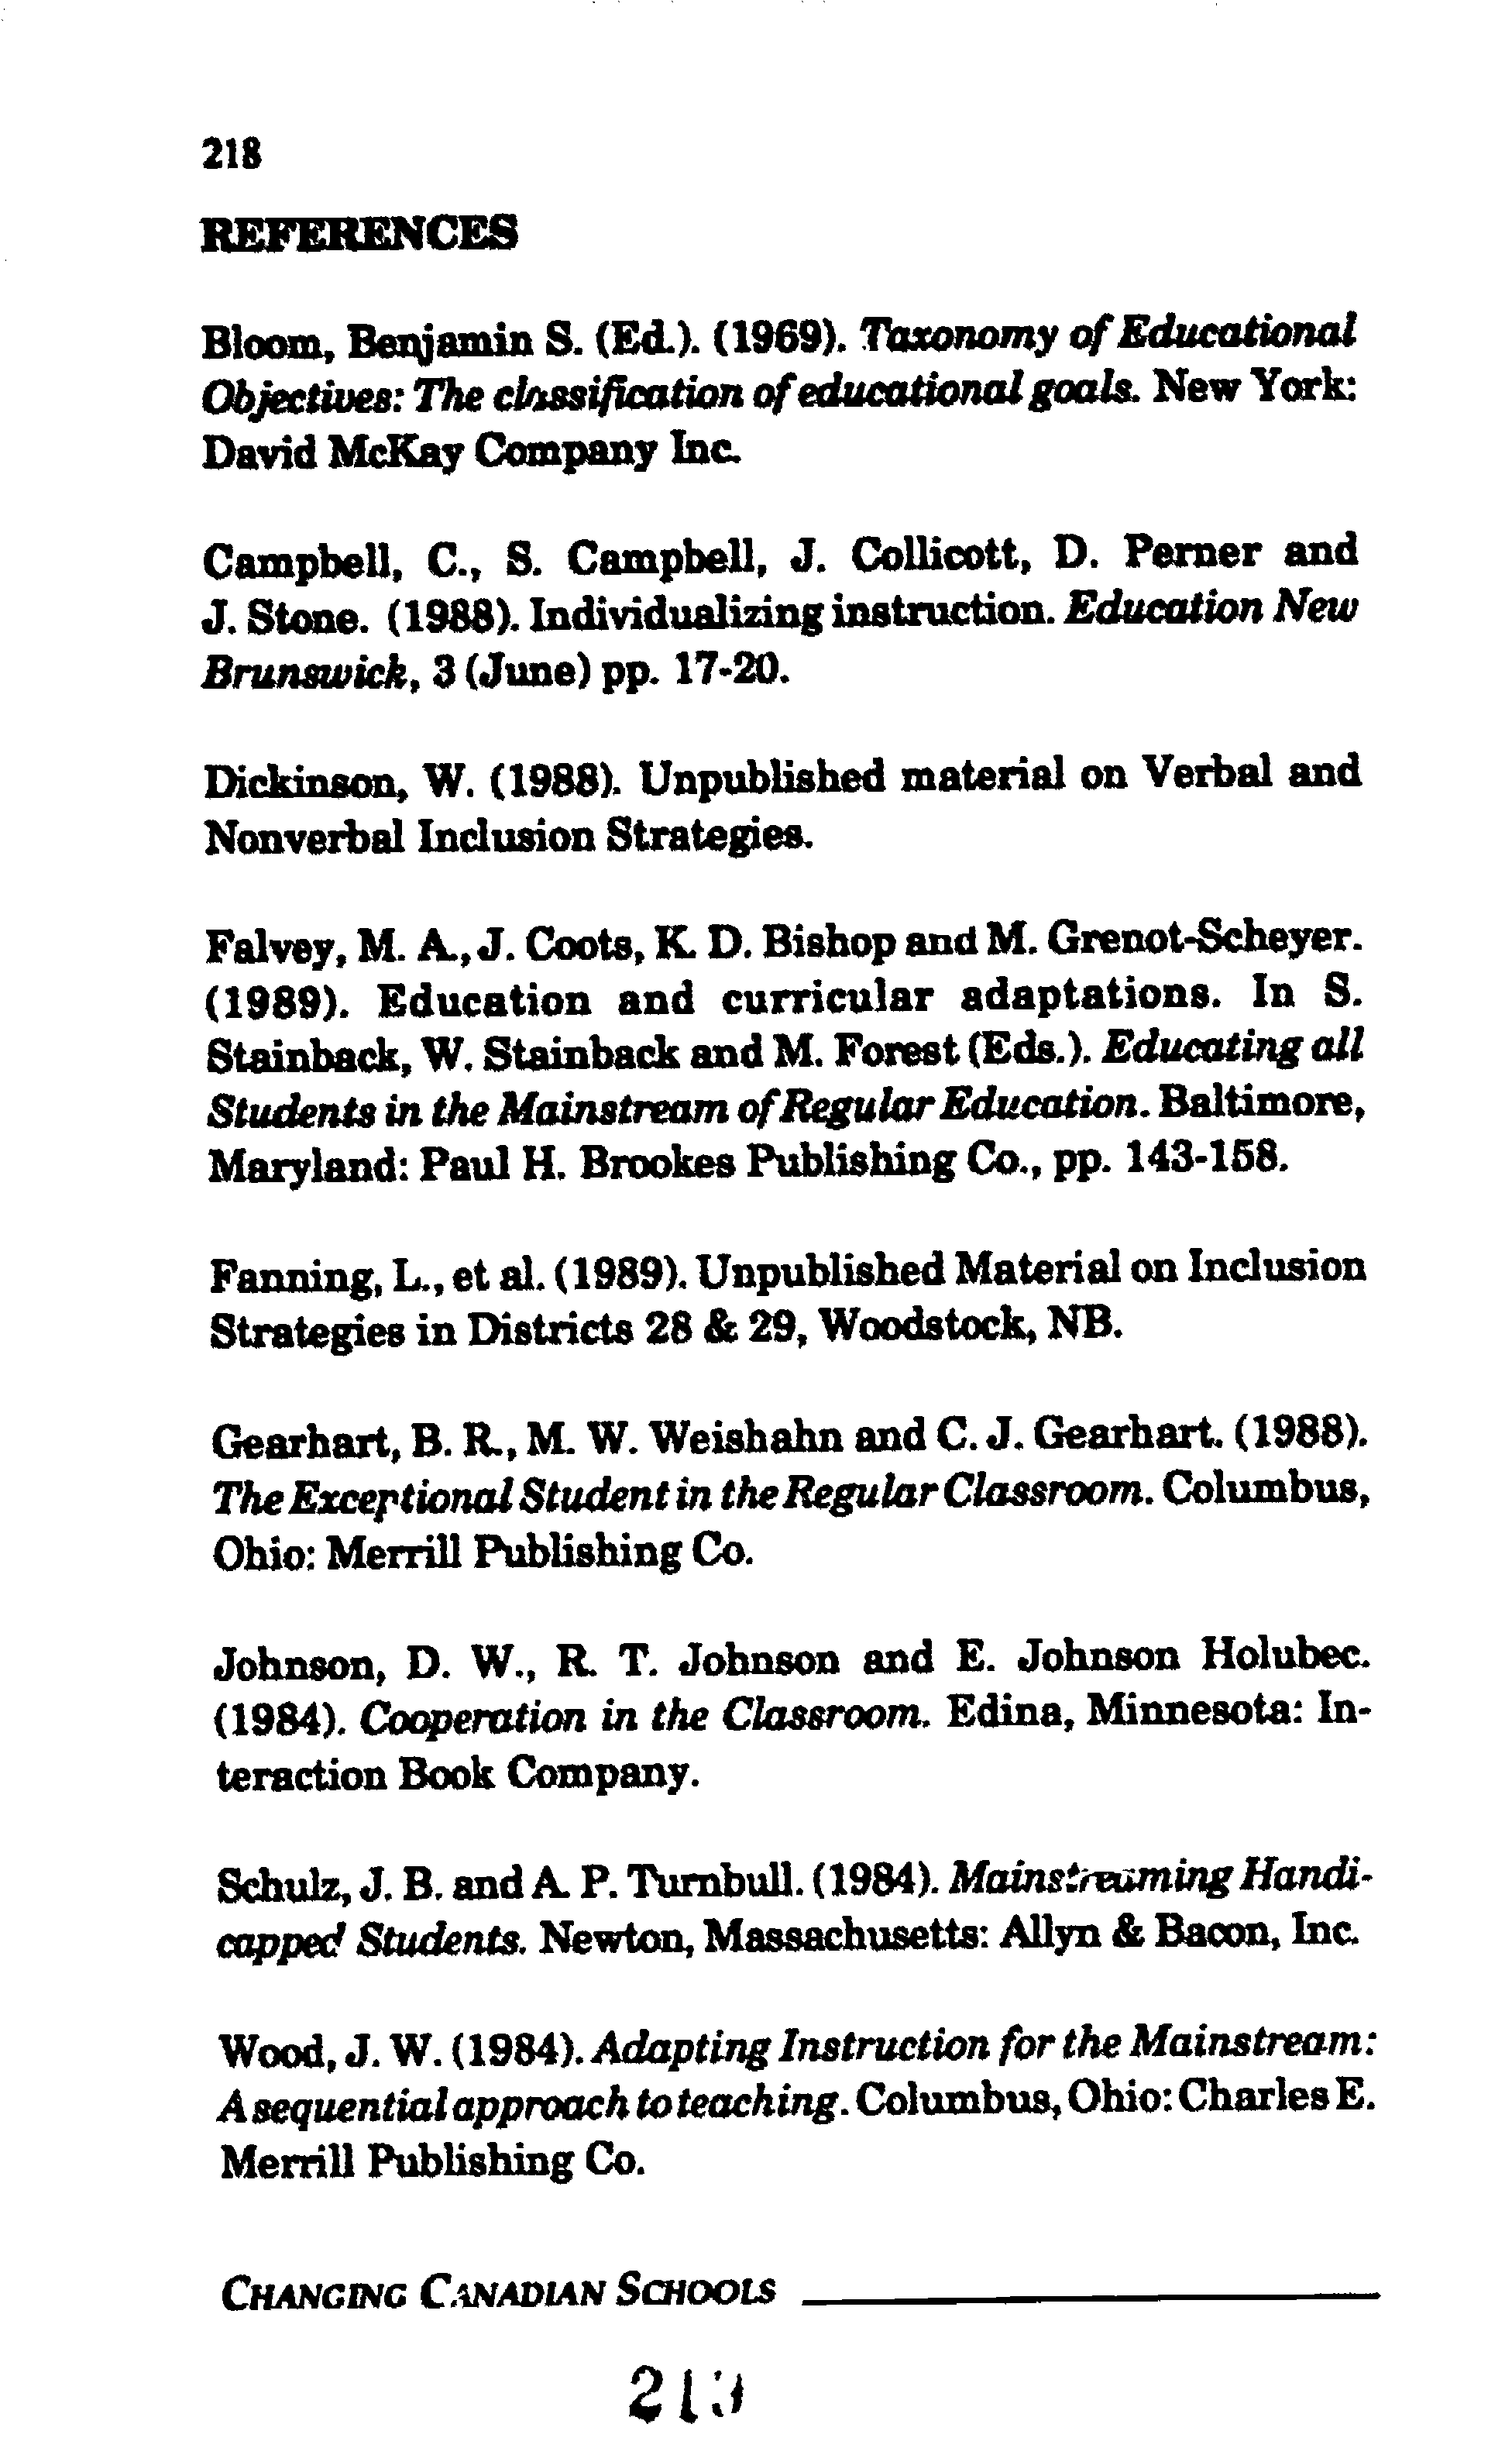 218
REFERENCES
Bloom, Benjamin S. (Ed.). (1969). Taxonomy of Educational
Objectives: The classification of educational goals. New York:
David McKay Company Inc.
Campbell, C., S. Campbell, J. Collicott, D. Perner and
J. Stone. (1988). Individualizing instruction. Education New
Brunswick, 3 (June) pp. 17-20.
Dickinson, W. (1988). Unpublished material on Verbal and
Nonverbal Inclusion Strategies.
Falvey, M. A., J. Coots, K. D. Bishop and M. Grenot-Scheyer.
(1989). Education and curricular adaptations. In S.
Stainback, W. Stainback and M. Forest (Eds.). Educating all
Students in the Mainstream of Regular Education. Baltimore,
Maryland: Paul H. Brookes Publishing Co., pp. 143-158.
Fanning, L., et al. (1989). Unpublished Material on Inclusion
Strategies in Districts 28 & 29, Woodstock, NB.
Gearhart, B. R., M. W. Weishahn and C. J. Gearhart. (1988).
The Exceptional Student in the Regular Classroom. Columbus,
Ohio: Merrill Publishing Co.
Johnson, D. W., R. T. Johnson and E. Johnson Holubec.
(1984). Cooperation in the Classroom. Edina, Minnesota: In-
teraction Book Company.
Schulz, J. B. and A. P. Turnbull. (1984). Mainstreaming Handi-
capped Students. Newton, Massachusetts: Allyn & Bacon, Inc.
Wood, J. W. (1984). Adapting Instruction for the Mainstream:
A sequential approach to teaching. Columbus, Ohio: Charles E.
Merrill Publishing Co.
CHANGING CANADIAN SCHOOLS